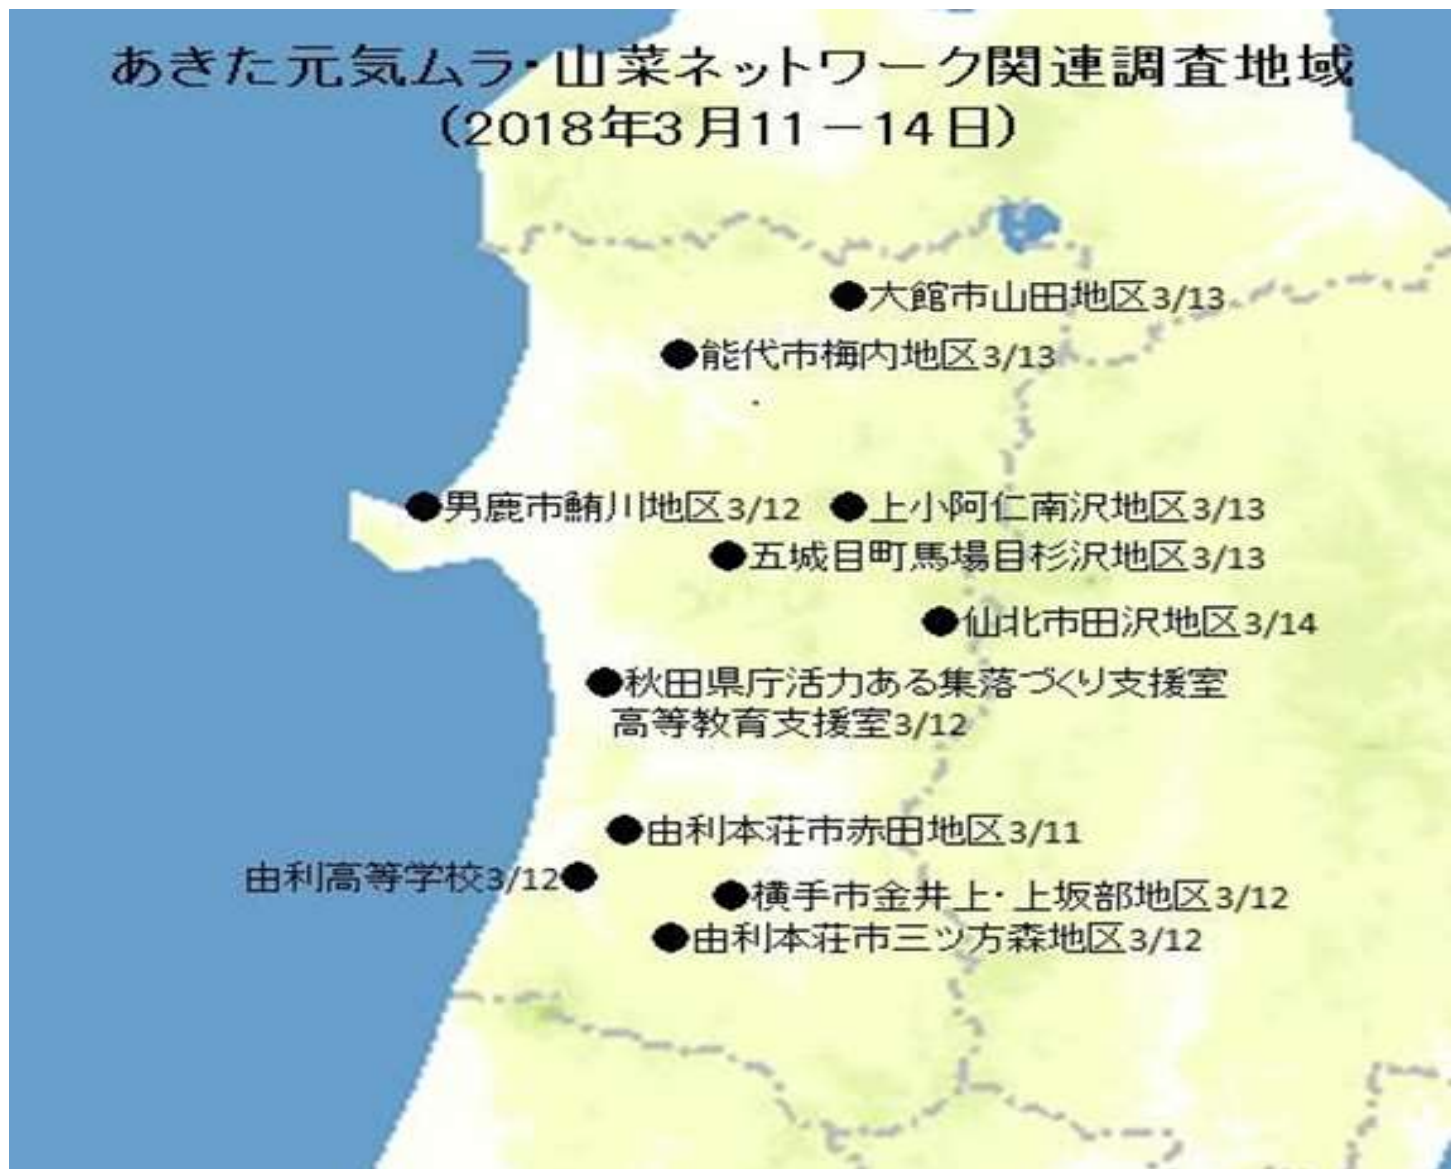 あきた元気ムラ・山菜ネットワーク関連調査地域
（2018年3月11－14日）
●大館市山田地区3/13
●能代市梅内地区3/13
●男鹿市鮪川地区3/12
●上小阿仁南沢地区3/13
●五城目町馬場目杉沢地区3/13
●仙北市田沢地区3/14
●秋田県庁活力ある集落づくり支援室
高等教育支援室3/12
●由利本荘市赤田地区3/11
由利高等学校3/12●
●横手市金井上・上坂部地区3/12
●由利本荘市三ツ方森地区3/12